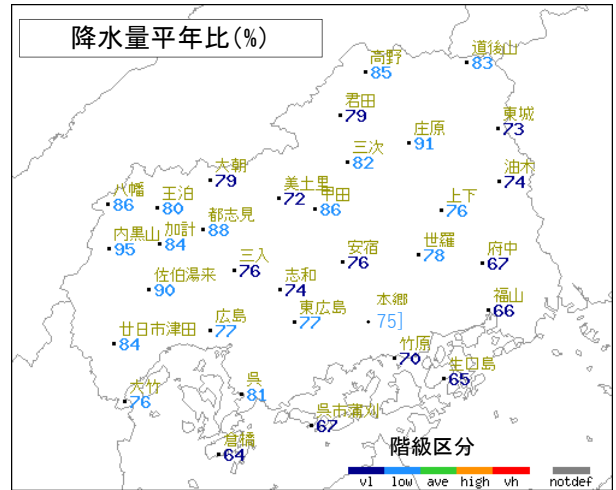 降水量平年比(%)
道後山
83
高野
85
君田
79
東城
73
庄原
91
三次
82
大朝
79
油木
74
八幡
86
王泊
80
美土里
72
甲田
86
上下
76
都志見
88
内黒山
95
加計
84
三入
76
安宿
76
世羅
78
府中
67
佐伯湯来
90
志和
74
東広島
77
本郷
75]
福山
66
廿日市津田
84
広島
77
竹原
70
生口島
65
大竹
76
呉
81
呉市蒲刈
67
倉橋
64
階級区分
vl low ave high vh notdef